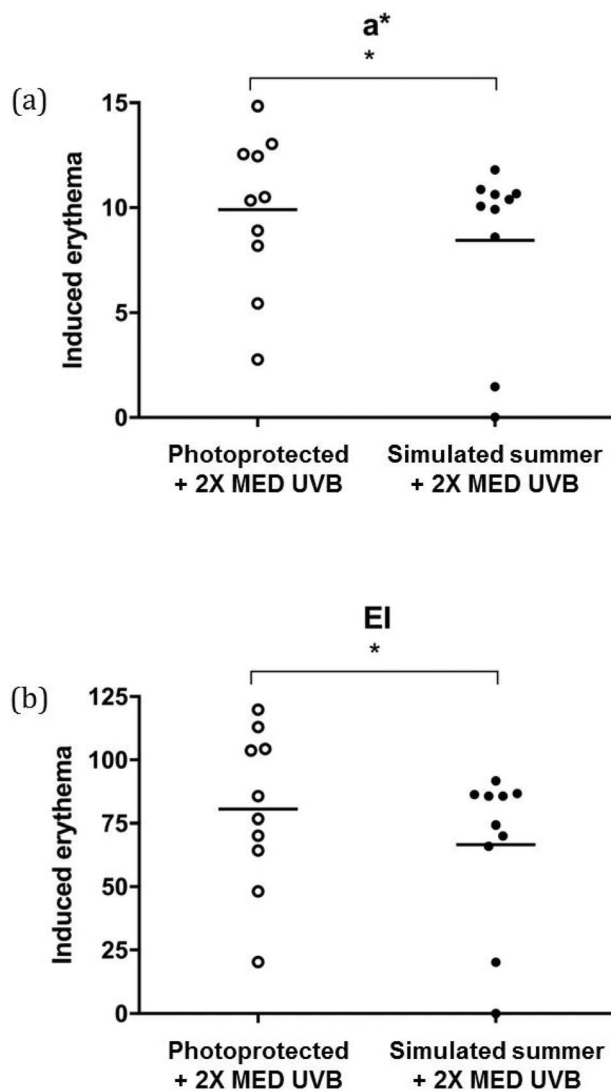 a*
*
(a)
15
10
5
0
Induced erythema
Photoprotected
+ 2X MED UVB
Simulated summer
+ 2X MED UVB
EI
*
(b)
125
100
75
50
25
0
Induced erythema
Photoprotected
+ 2X MED UVB
Simulated summer
+ 2X MED UVB